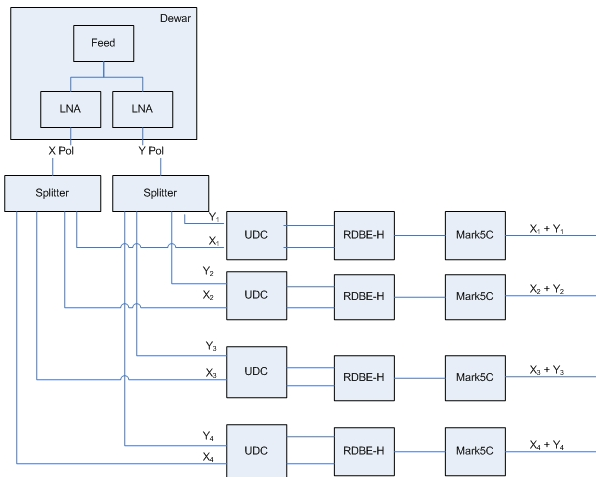 Dewar
Feed
LNA
LNA
X Pol
Y Pol
Splitter
Splitter
Y₁
X₁
UDC
RDBE-H
Mark5C
X₁ + Y₁
Y₂
X₂
UDC
RDBE-H
Mark5C
X₂ + Y₂
Y₃
X₃
UDC
RDBE-H
Mark5C
X₃ + Y₃
Y₄
X₄
UDC
RDBE-H
Mark5C
X₄ + Y₄